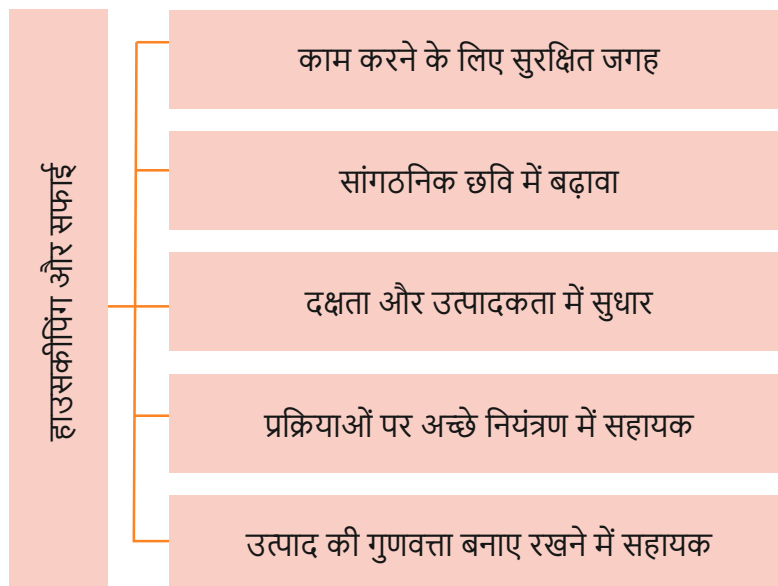 हाउसकीपिंग और सफाई
काम करने के लिए सुरक्षित जगह
सांगठनिक छवि में बढ़ावा
दक्षता और उत्पादकता में सुधार
प्रक्रियाओं पर अच्छे नियंत्रण में सहायक
उत्पाद की गुणवत्ता बनाए रखने में सहायक